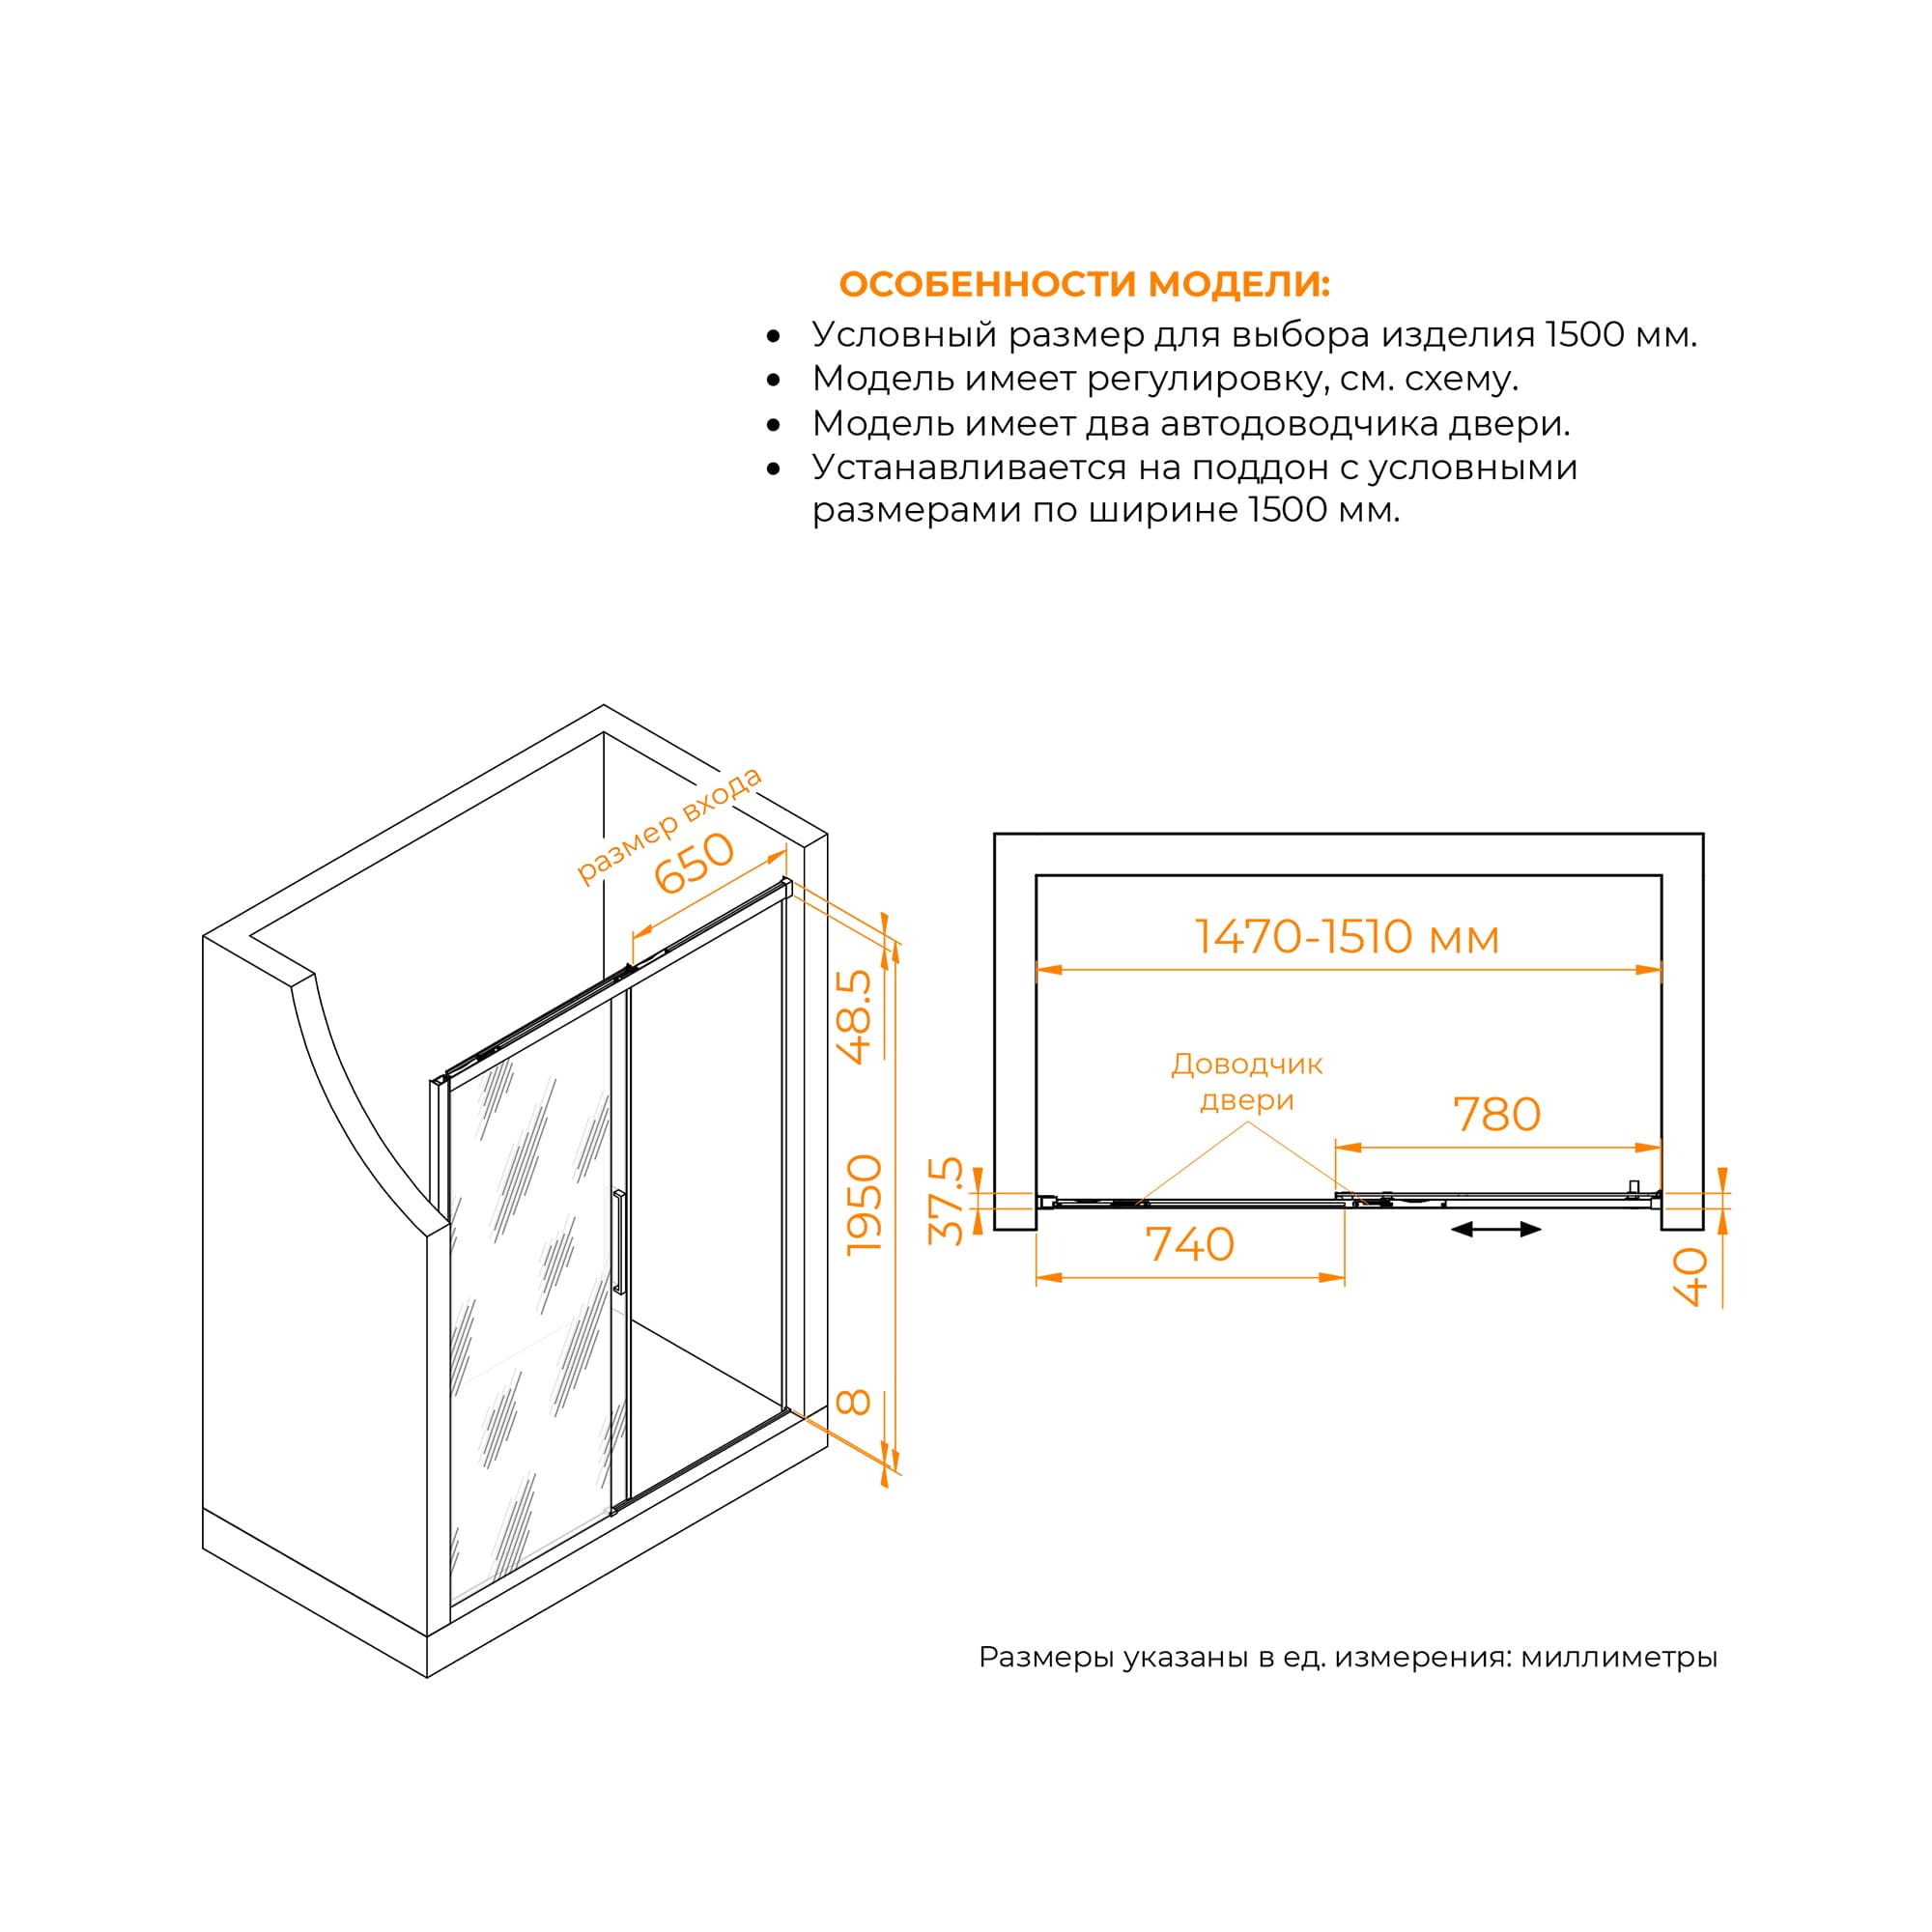 ОСОБЕННОСТИ МОДЕЛИ:
• Условный размер для выбора изделия 1500 мм.
• Модель имеет регулировку, см. схему.
• Модель имеет два автодоводчика двери.
• Устанавливается на поддон с условными
размерами по ширине 1500 мм.
размер входа
650
48.5
1950
8
1470-1510 мм
Доводчик
двери
780
37.5
740
40
Размеры указаны в ед. измерения: миллиметры